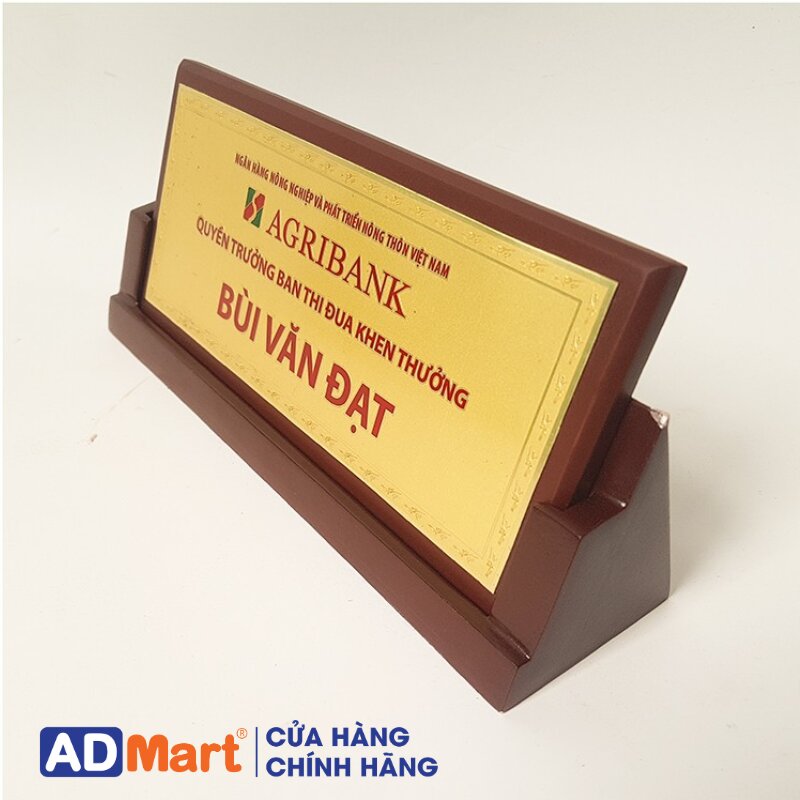 NGÂN HÀNG NÔNG NGHIỆP VÀ PHÁT TRIỂN NÔNG THÔN VIỆT NAM
AGRIBANK
QUYỀN TRƯỞNG BAN THI ĐUA KHEN THƯỞNG
BÙI VĂN ĐẠT
ADMart®
CỬA HÀNG
CHÍNH HÃNG